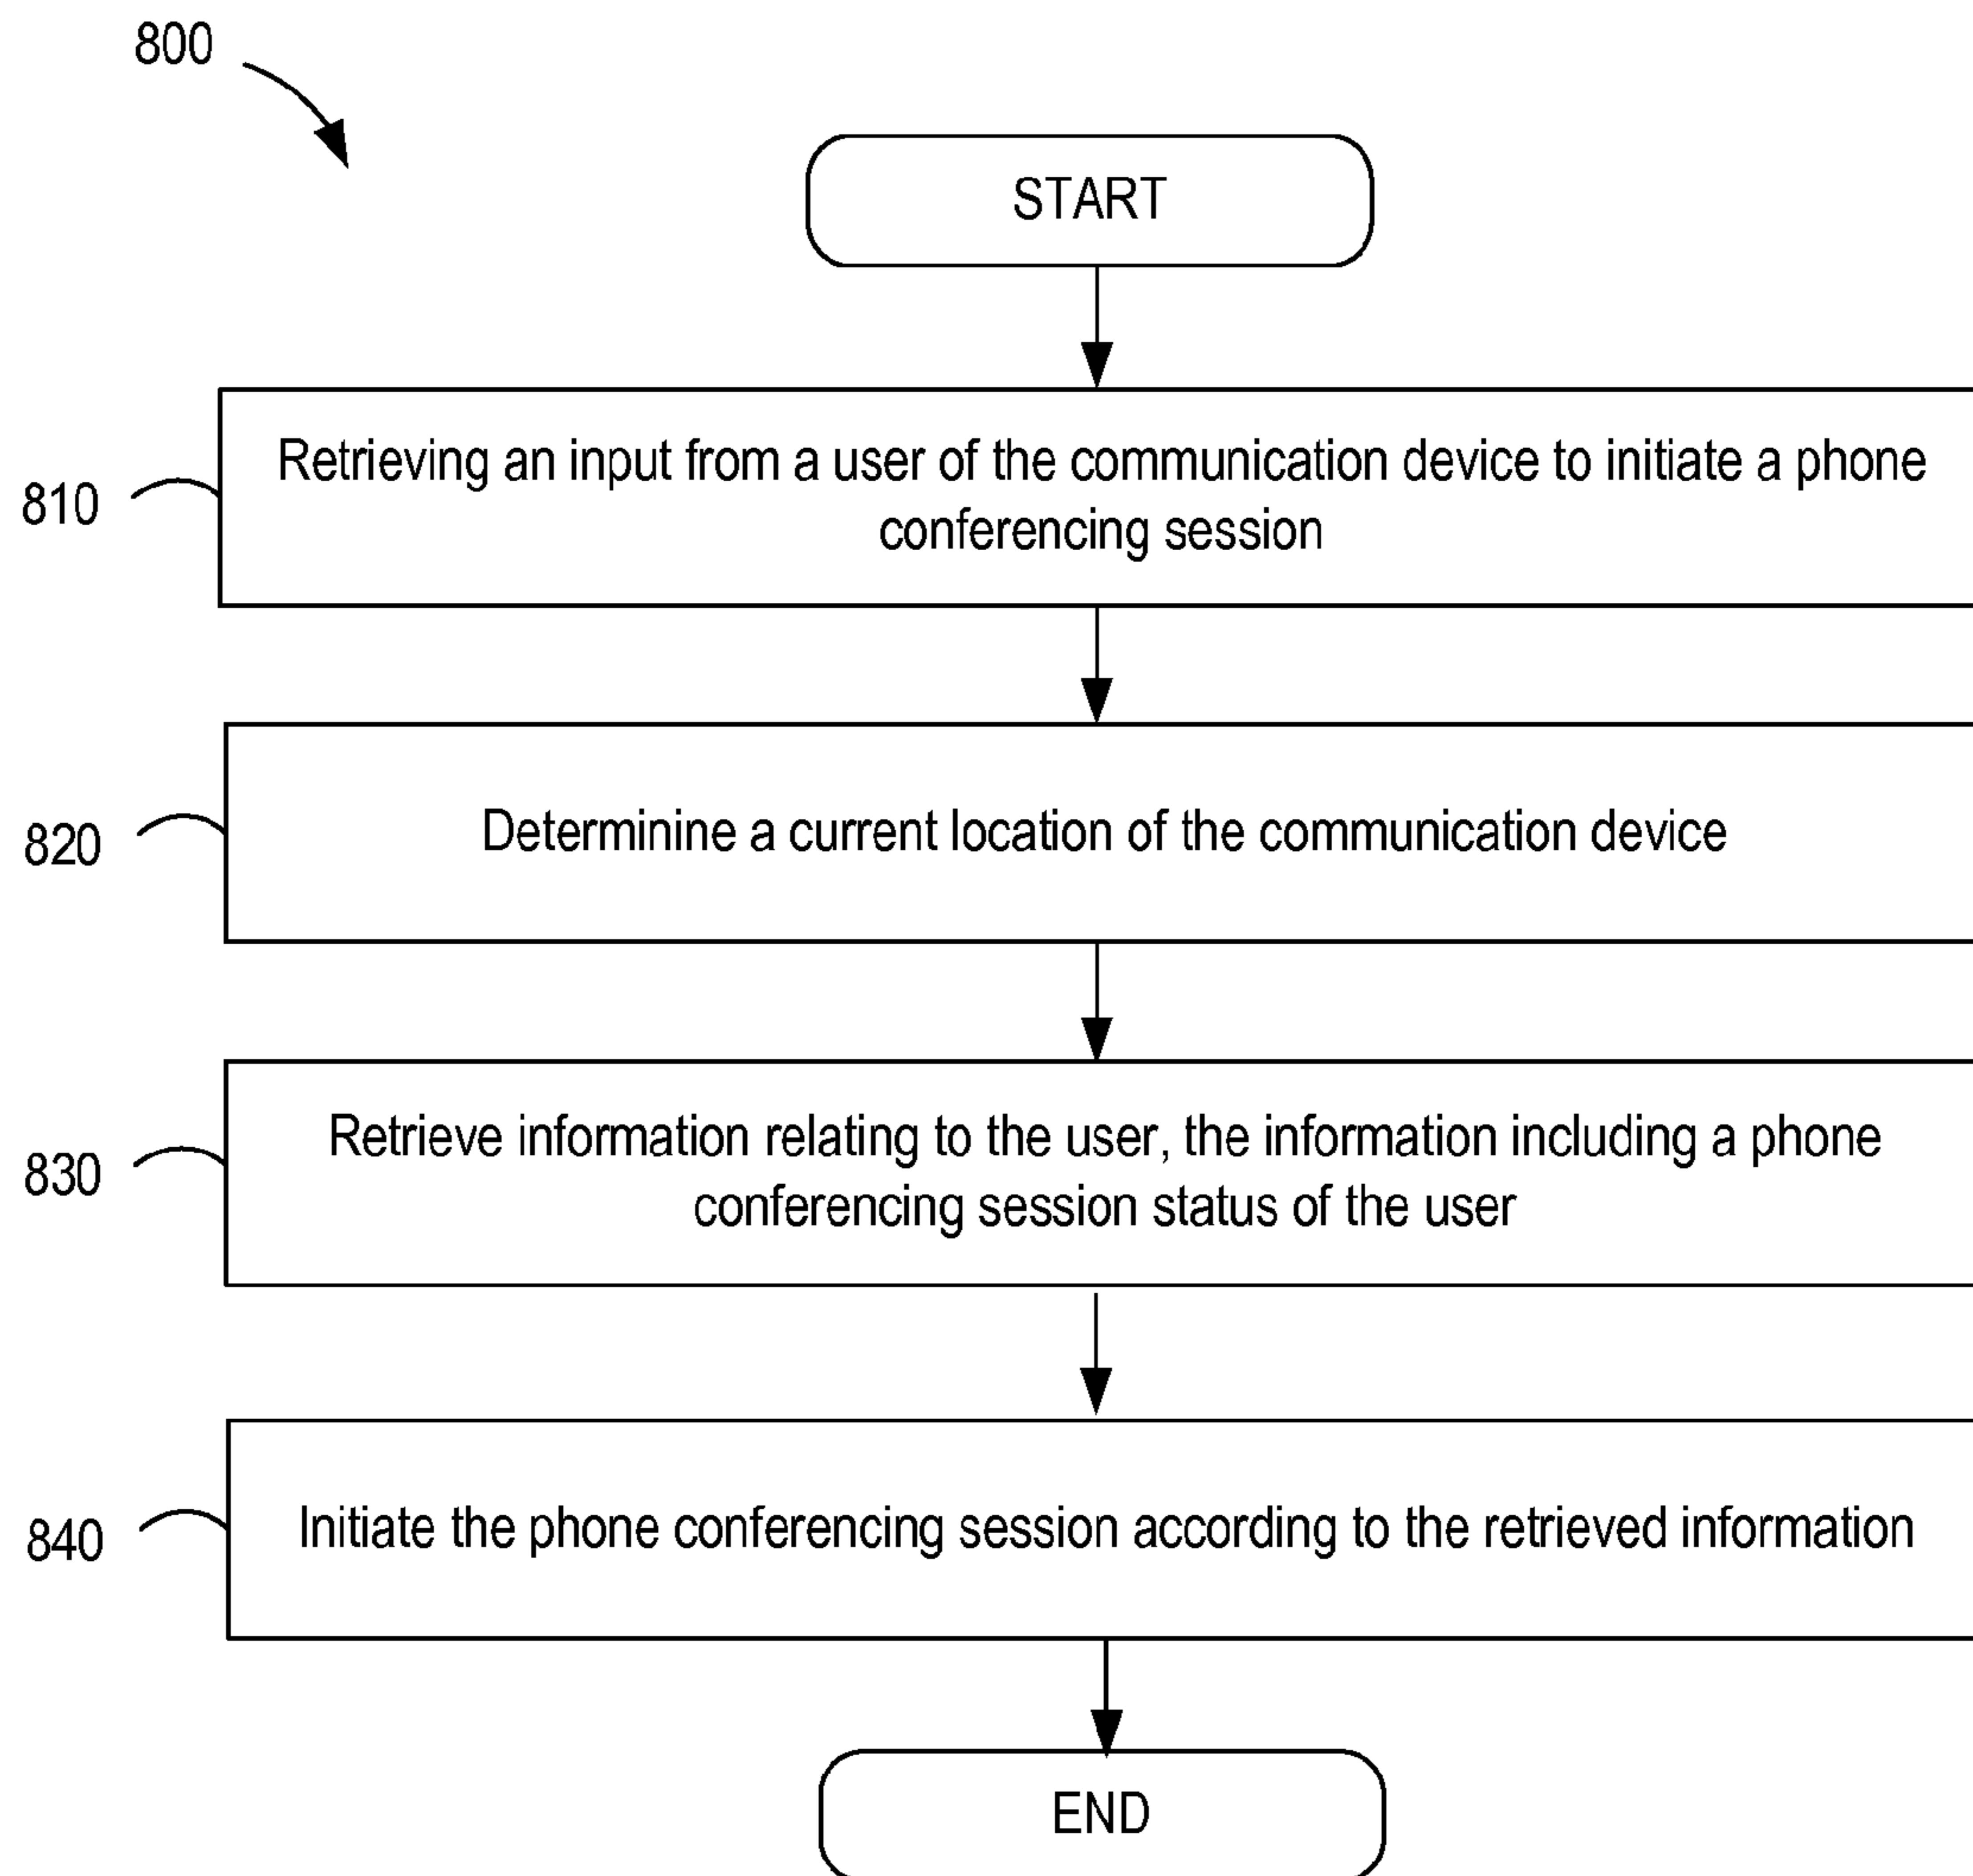 800
START
810
Retrieving an input from a user of the communication device to initiate a phone
conferencing session
820
Determinine a current location of the communication device
830
Retrieve information relating to the user, the information including a phone
conferencing session status of the user
840
Initiate the phone conferencing session according to the retrieved information
END